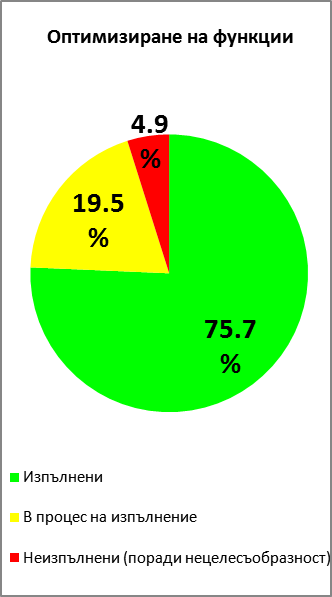 Оптимизиране на функции
4.9
%
19.5
%
75.7
%
Изпълнени
В процес на изпълнение
Неизпълнени (поради нецелесъобразност)